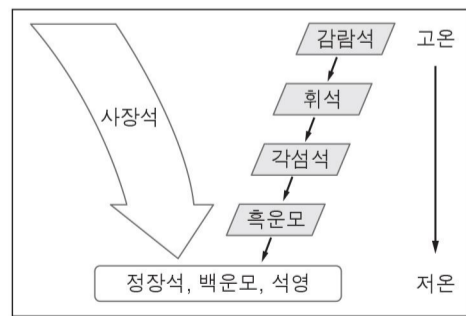 감람석 고온
휘석
사장석
각섬석
흑운모
정장석, 백운모, 석영 저온